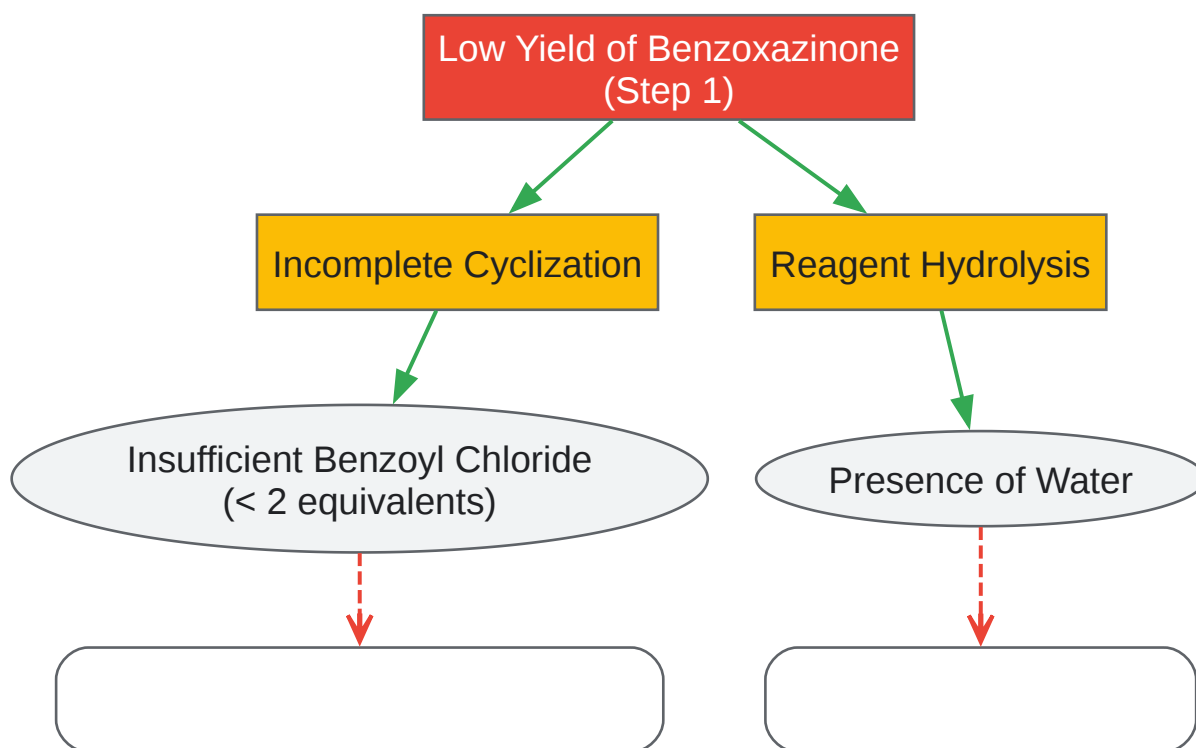 Low Yield of Benzoxazinone
(Step 1)
Incomplete Cyclization
Reagent Hydrolysis
Insufficient Benzoyl Chloride
(< 2 equivalents)
Presence of Water